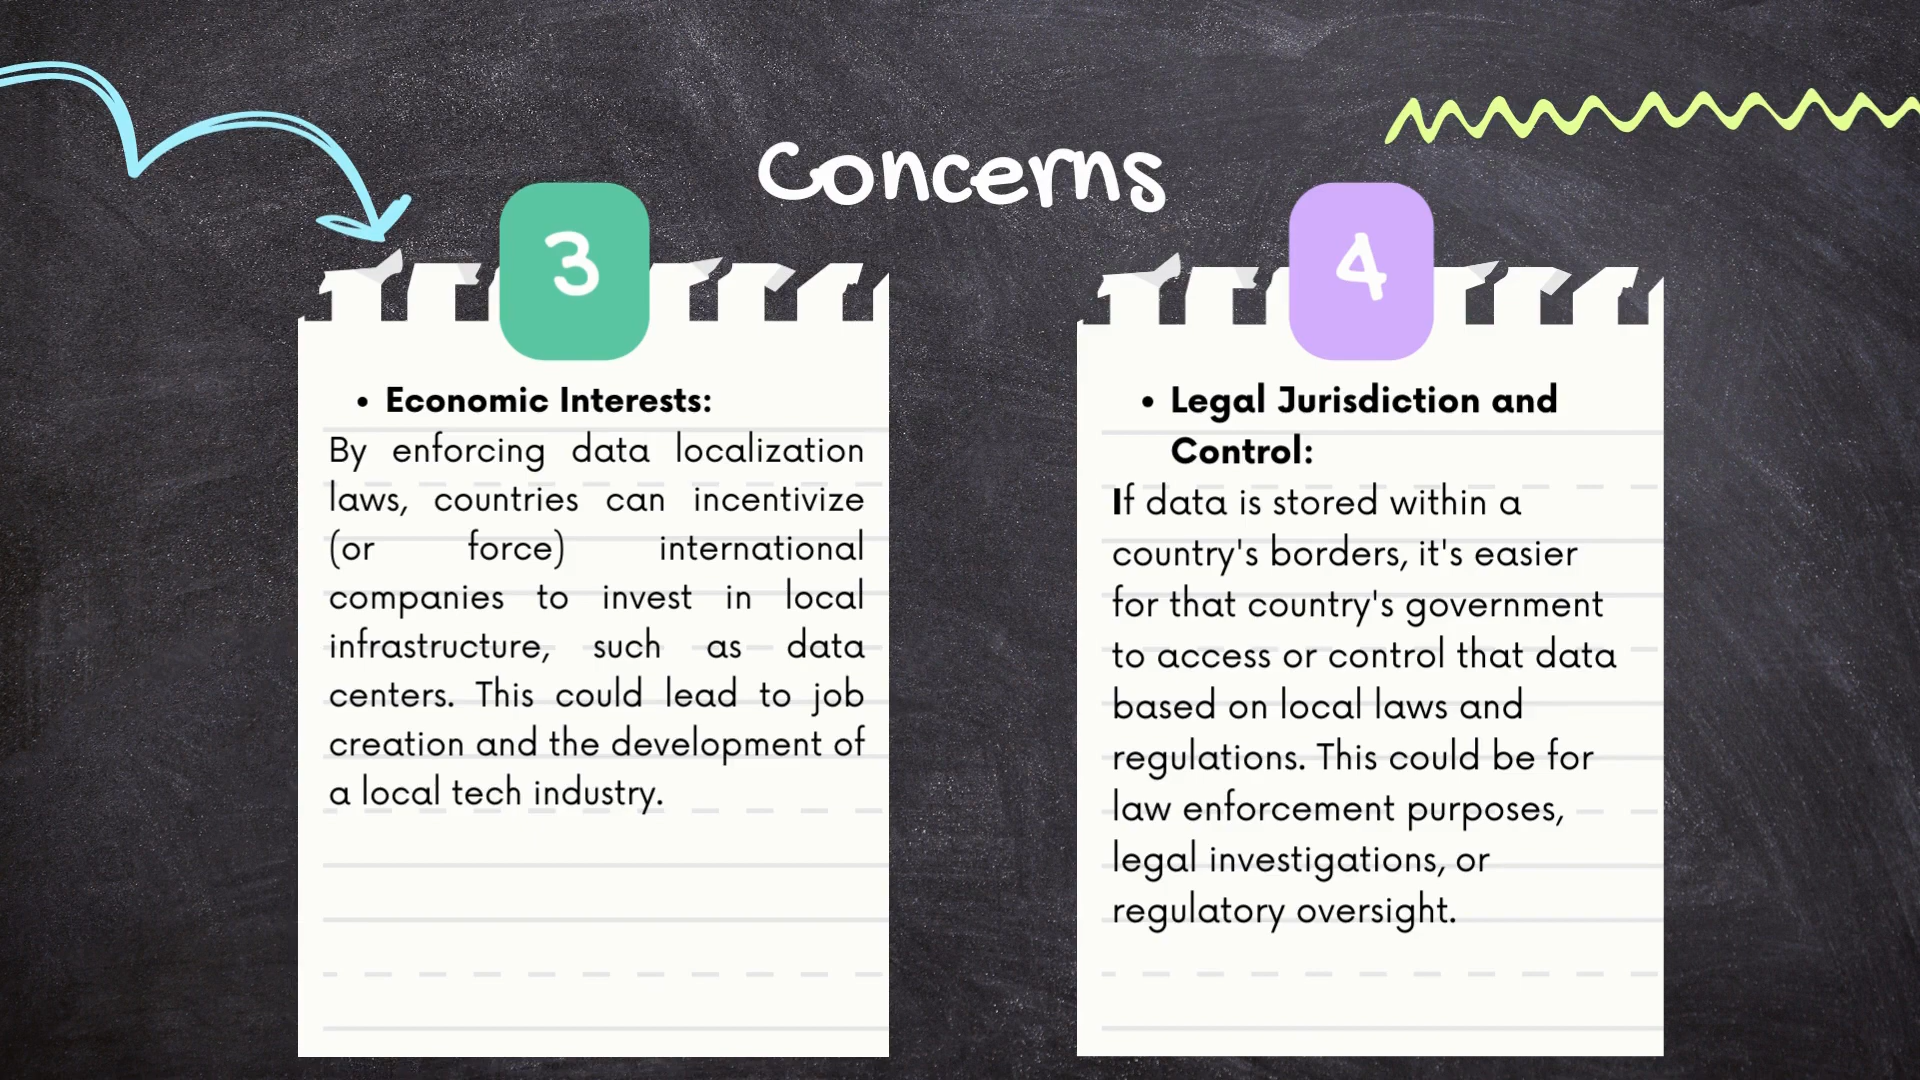 Concerns
3
• Economic Interests:
By enforcing data localization
laws, countries can incentivize
(or force) international
companies to invest in local
infrastructure, such as data
centers. This could lead to job
creation and the development of
a local tech industry.
4
• Legal Jurisdiction and
Control:
If data is stored within a
country's borders, it's easier
for that country's government
to access or control that data
based on local laws and
regulations. This could be for
law enforcement purposes,
legal investigations, or
regulatory oversight.